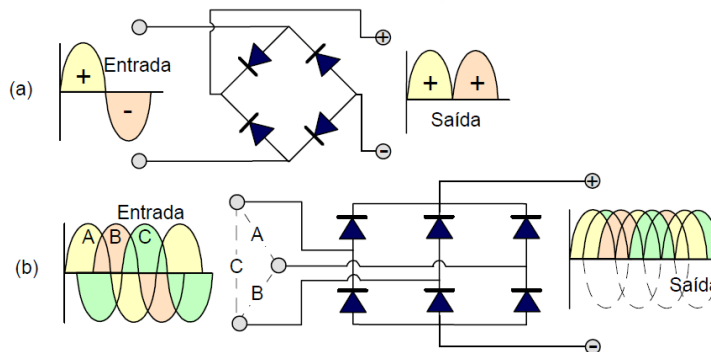 (a)
Entrada
+
-
+
-
+ +
Saída
(b)
Entrada
A B C
A
C
B
+
-
Saída